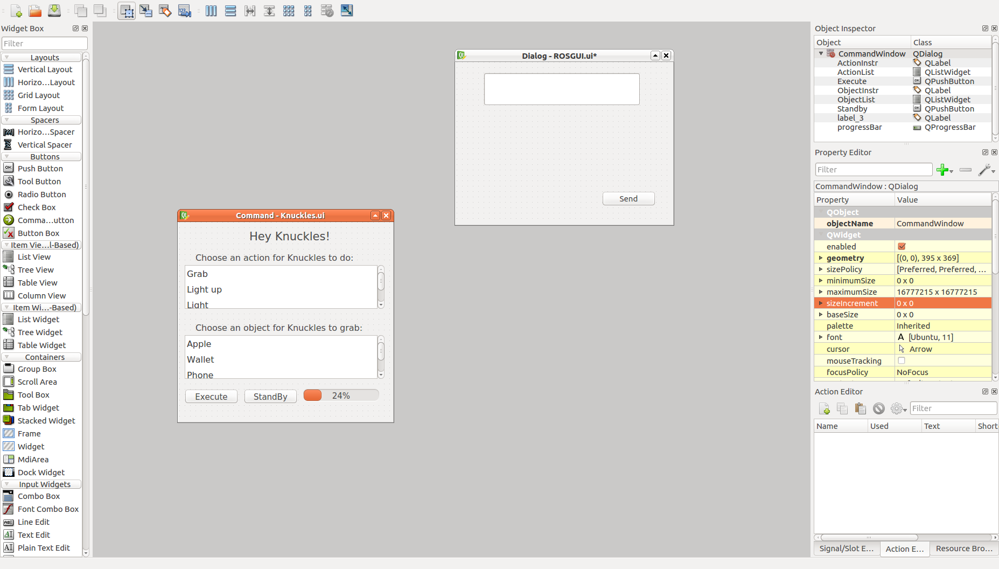 Widget Box
Filter
Layouts
Vertical Layout
Horizo...Layout
Grid Layout
Form Layout
Spacers
Horizo...Spacer
Vertical Spacer
Buttons
Push Button
Tool Button
Radio Button
Check Box
Comma...utton
Button Box
Item Vie...l-Based)
List View
Tree View
Table View
Column View
Item Wi...-Based)
List Widget
Tree Widget
Table Widget
Containers
Group Box
Scroll Area
Tool Box
Tab Widget
Stacked Widget
Frame
Widget
MdiArea
Dock Widget
Input Widgets
Combo Box
Font Combo Box
Line Edit
Text Edit
Plain Text Edit
Dialog - ROSGUI.ui*
Send
Command - Knuckles.ui
Hey Knuckles!
Choose an action for Knuckles to do:
Grab
Light up
Light
Choose an object for Knuckles to grab:
Apple
Wallet
Phone
Execute StandBy 24%
Object Inspector
Object Class
CommandWindow QDialog
ActionInstr QLabel
ActionList QListWidget
Execute QPushButton
ObjectInstr QLabel
ObjectList QListWidget
Standby QPushButton
label_3 QLabel
progressBar QProgressBar
Property Editor
Filter
CommandWindow : QDialog
Property Value
QObject
objectName CommandWindow
QWidget
enabled
geometry [(0, 0), 395 x 369]
sizePolicy [Preferred, Preferred, ...
minimumSize 0 x 0
maximumSize 16777215 x 16777215
sizeIncrement 0 x 0
baseSize 0 x 0
palette Inherited
font A [Ubuntu, 11]
cursor Arrow
mouseTracking
focusPolicy NoFocus
Action Editor
Filter
Name Used Text Short
Signal/Slot E... Action E... Resource Bro...